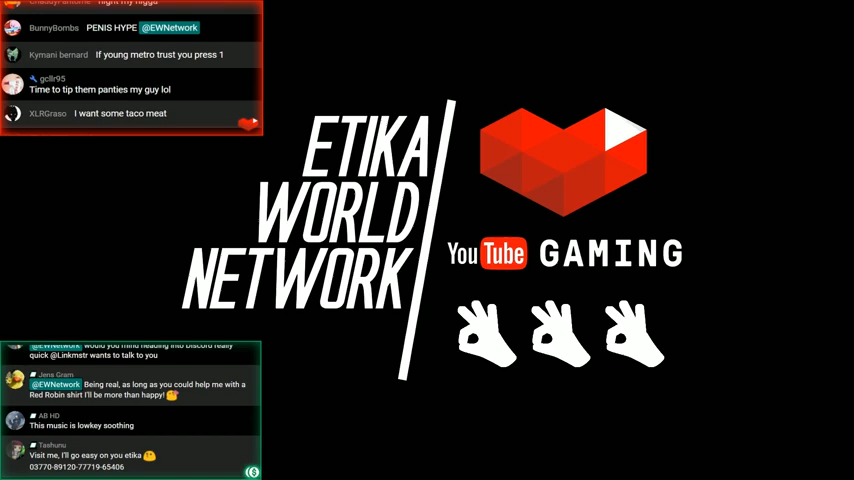 night my niggu
BunnyBombs PENIS HYPE @EWNetwork
Kymani bernard If young metro trust you press 1
gcllr95
Time to tip them panties my guy lol
XLRGraso I want some taco meat
ETIKA
WORLD
NETWORK
YouTube GAMING
@EWNetwork would you mind heading into Discord really
quick @Linkmstr wants to talk to you
Jens Gram
@EWNetwork Being real, as long as you could help me with a
Red Robin shirt I'll be more than happy!
AB HD
This music is lowkey soothing
Tashunu
Visit me, I'll go easy on you etika
03770-89120-77719-65406